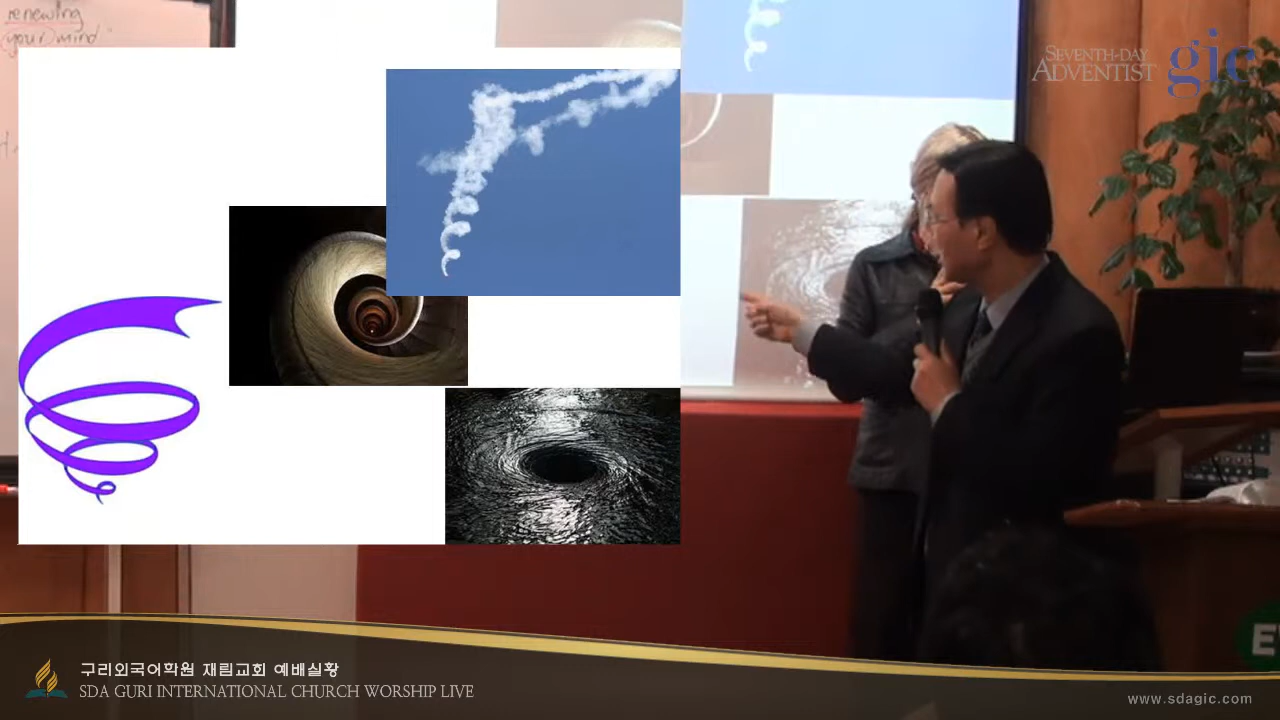 renewing
your mind
SEVENTH-DAY
ADVENTIST
gic
구리외국어학원 재림교회 예배실황
SDA GURI INTERNATIONAL CHURCH WORSHIP LIVE
www.sdagic.com
E